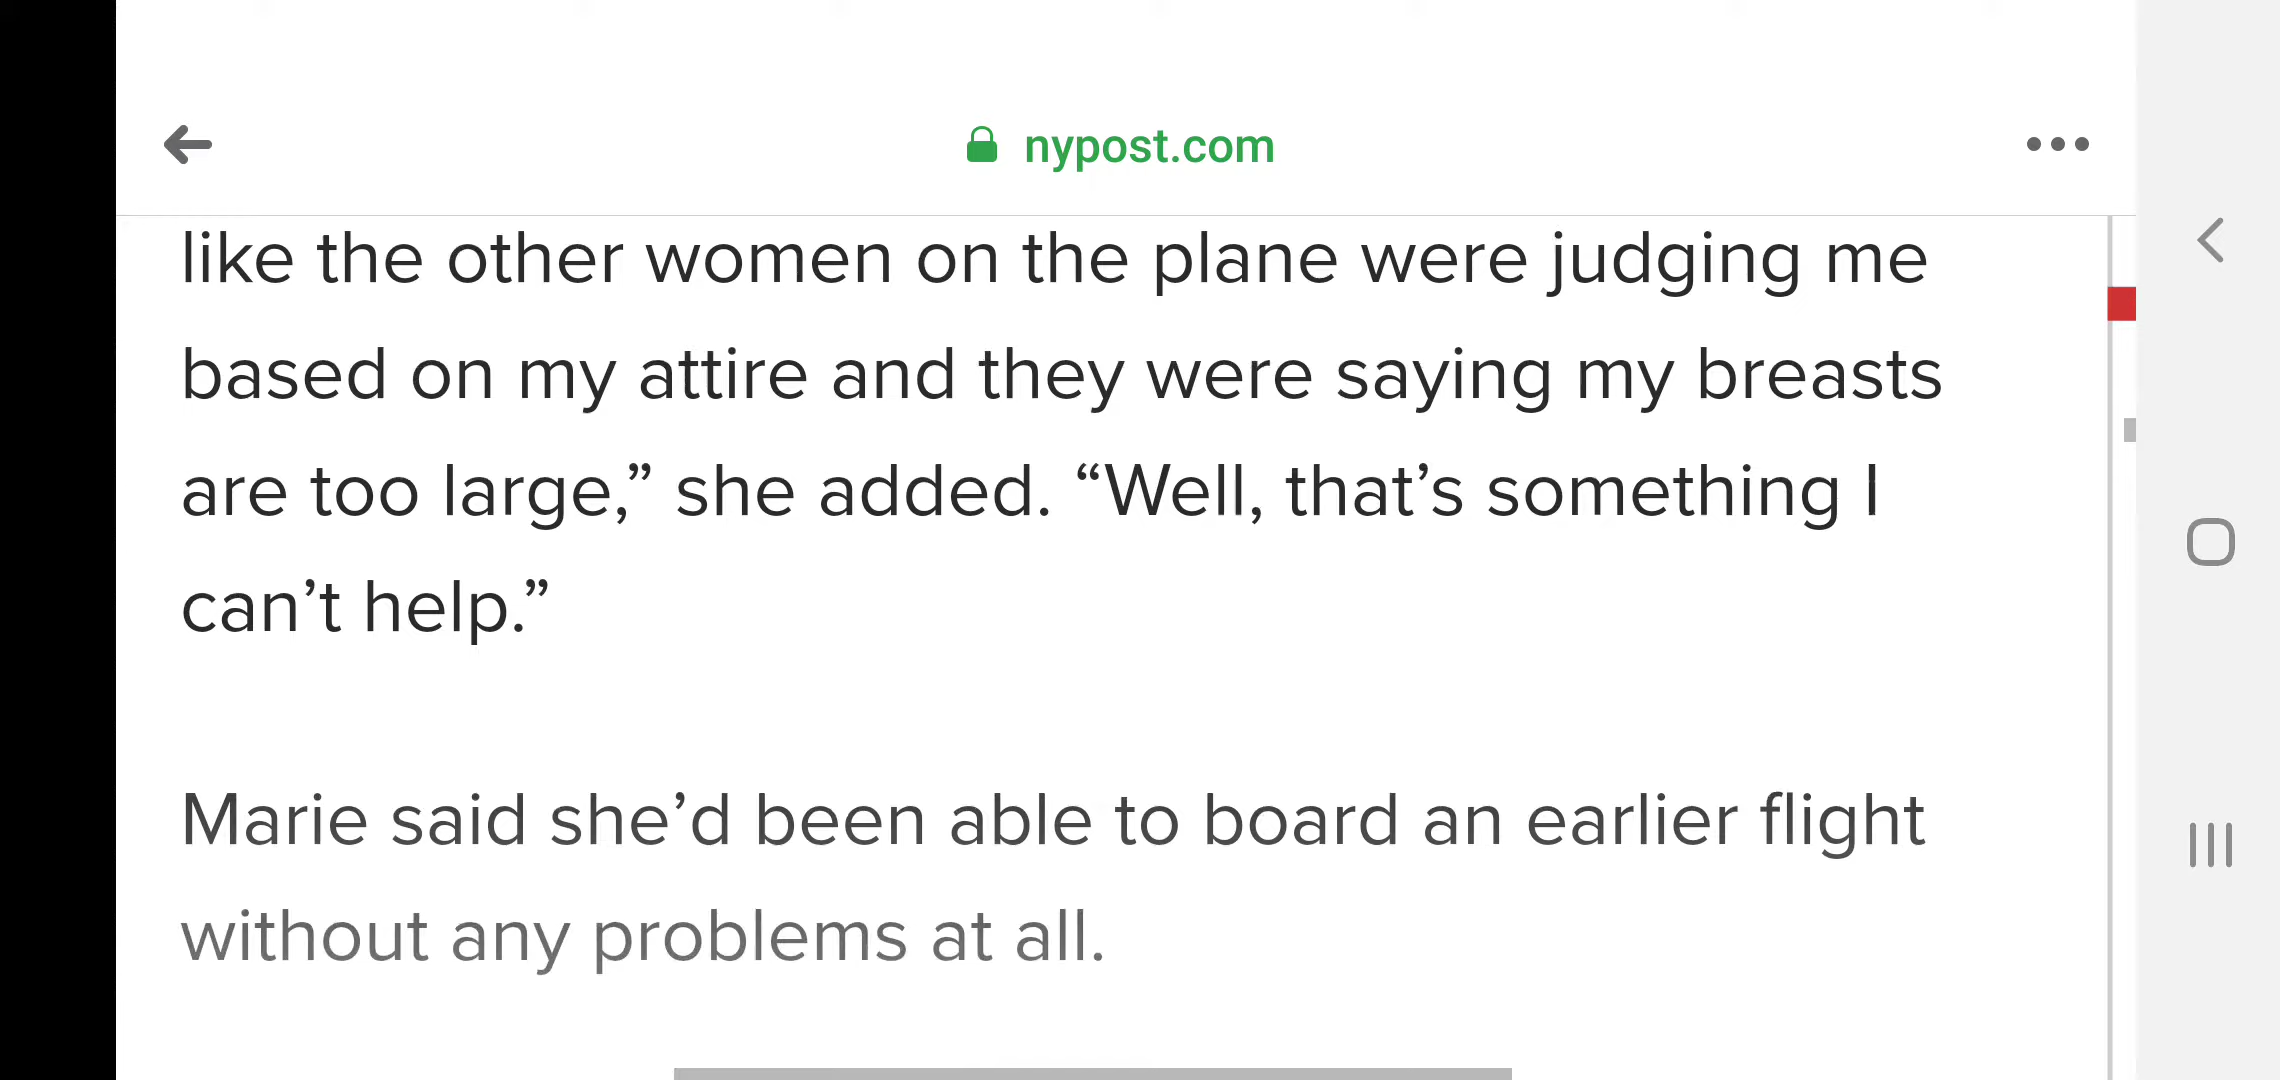 nypost.com
like the other women on the plane were judging me
based on my attire and they were saying my breasts
are too large,” she added. “Well, that’s something I
can’t help.”
Marie said she’d been able to board an earlier flight
without any problems at all.